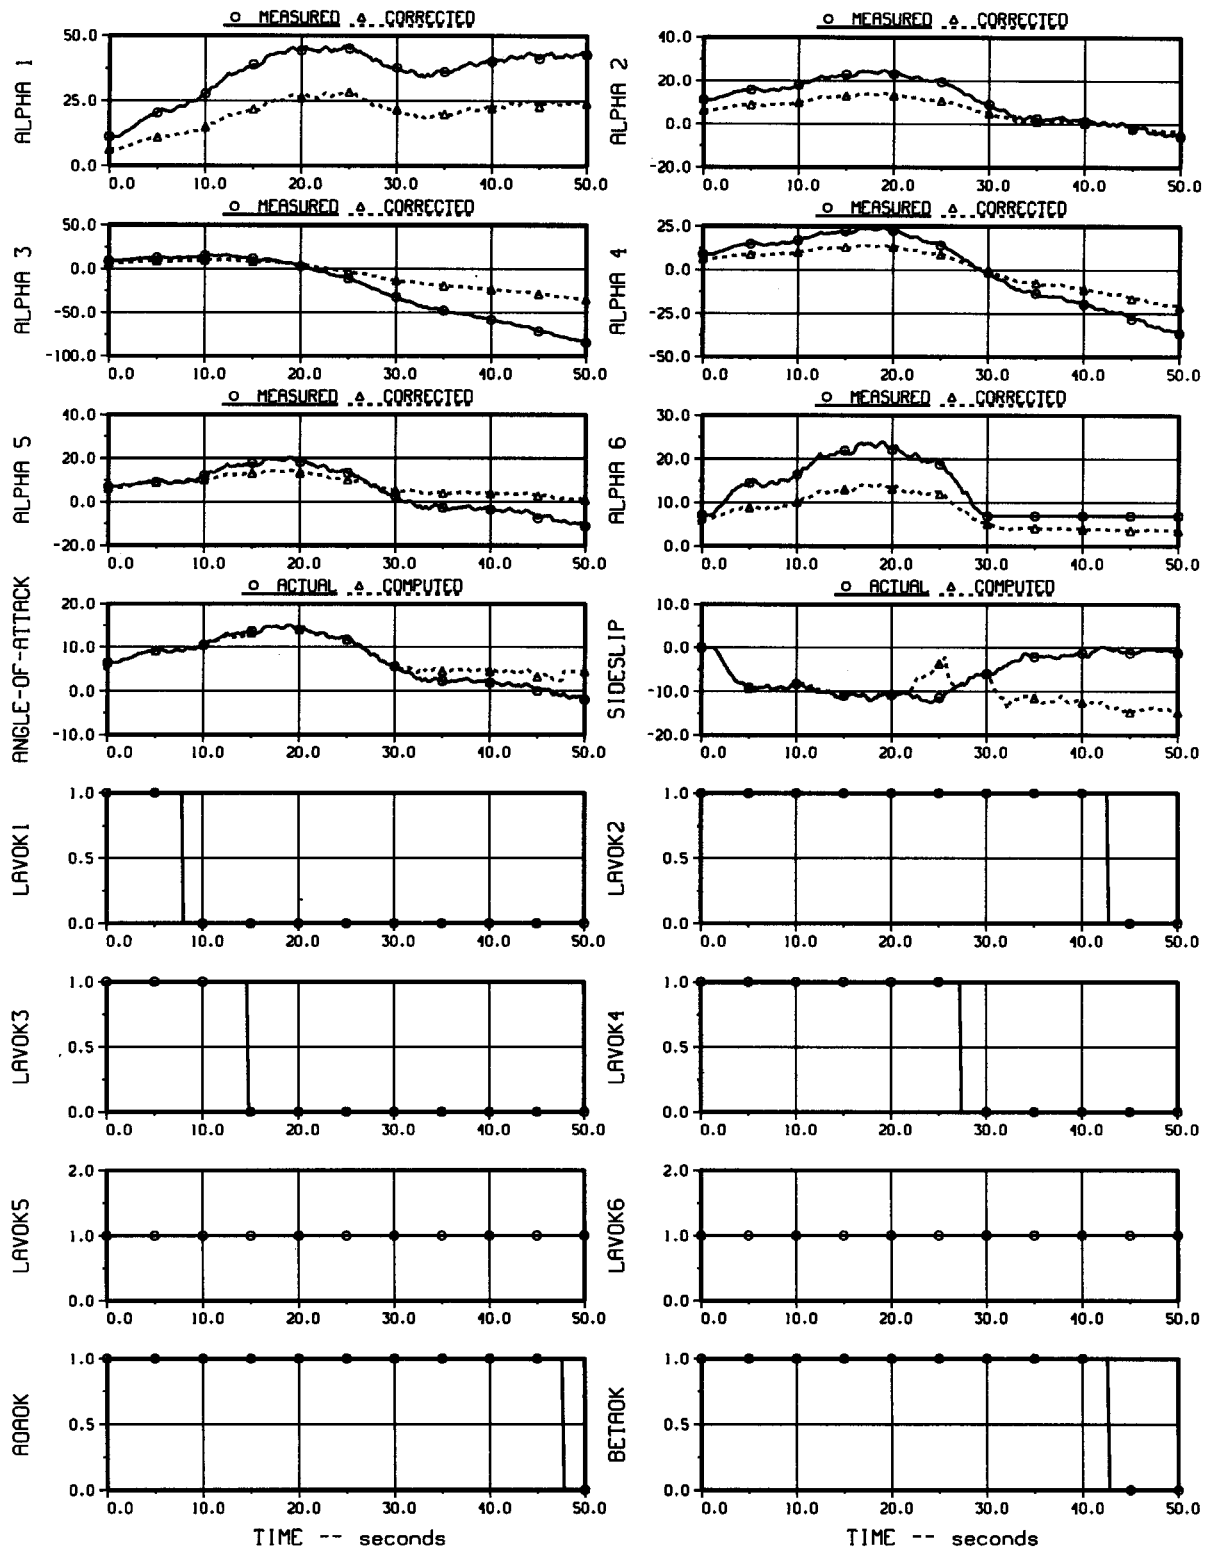 MEASURED CORRECTED MEASURED CORRECTED
ALPHA 1 50.0 25.0 0.0
0.0 10.0 20.0 30.0 40.0 50.0
ALPHA 2 40.0 20.0 0.0 -20.0
0.0 10.0 20.0 30.0 40.0 50.0
MEASURED CORRECTED MEASURED CORRECTED
ALPHA 3 50.0 0.0 -50.0 -100.0
0.0 10.0 20.0 30.0 40.0 50.0
ALPHA 4 25.0 0.0 -25.0 -50.0
0.0 10.0 20.0 30.0 40.0 50.0
MEASURED CORRECTED MEASURED CORRECTED
ALPHA 5 40.0 20.0 0.0 -20.0
0.0 10.0 20.0 30.0 40.0 50.0
ALPHA 6 30.0 20.0 10.0 0.0
0.0 10.0 20.0 30.0 40.0 50.0
ACTUAL COMPUTED ACTUAL COMPUTED
ANGLE-OF-ATTACK 20.0 10.0 0.0 -10.0
0.0 10.0 20.0 30.0 40.0 50.0
SIDESLIP 10.0 0.0 -10.0 -20.0
0.0 10.0 20.0 30.0 40.0 50.0
LAVOK1 1.0 0.5 0.0
0.0 10.0 20.0 30.0 40.0 50.0
LAVOK2 1.0 0.5 0.0
0.0 10.0 20.0 30.0 40.0 50.0
LAVOK3 1.0 0.5 0.0
0.0 10.0 20.0 30.0 40.0 50.0
LAVOK4 1.0 0.5 0.0
0.0 10.0 20.0 30.0 40.0 50.0
LAVOK5 2.0 1.0 0.0
0.0 10.0 20.0 30.0 40.0 50.0
LAVOK6 2.0 1.0 0.0
0.0 10.0 20.0 30.0 40.0 50.0
AOAOK 1.0 0.5 0.0
0.0 10.0 20.0 30.0 40.0 50.0
BETAOK 1.0 0.5 0.0
0.0 10.0 20.0 30.0 40.0 50.0
TIME -- seconds TIME -- seconds